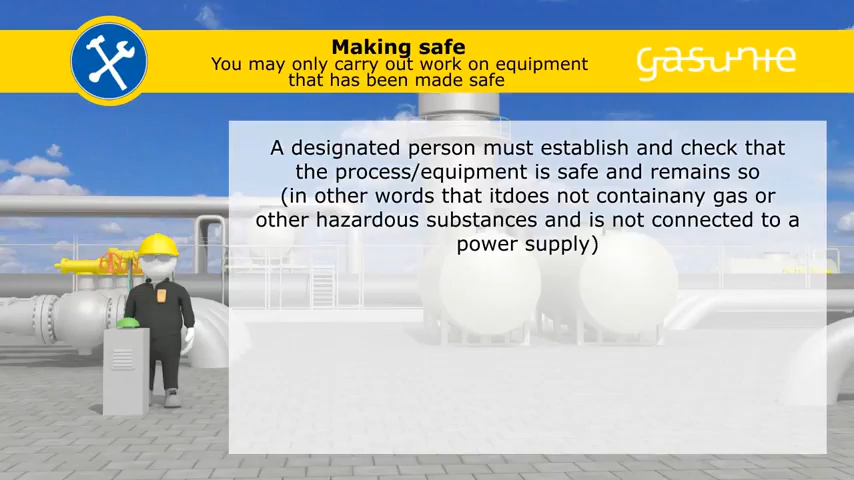 Making safe
You may only carry out work on equipment
that has been made safe
gasunie
A designated person must establish and check that
the process/equipment is safe and remains so
(in other words that itdoes not containany gas or
other hazardous substances and is not connected to a
power supply)